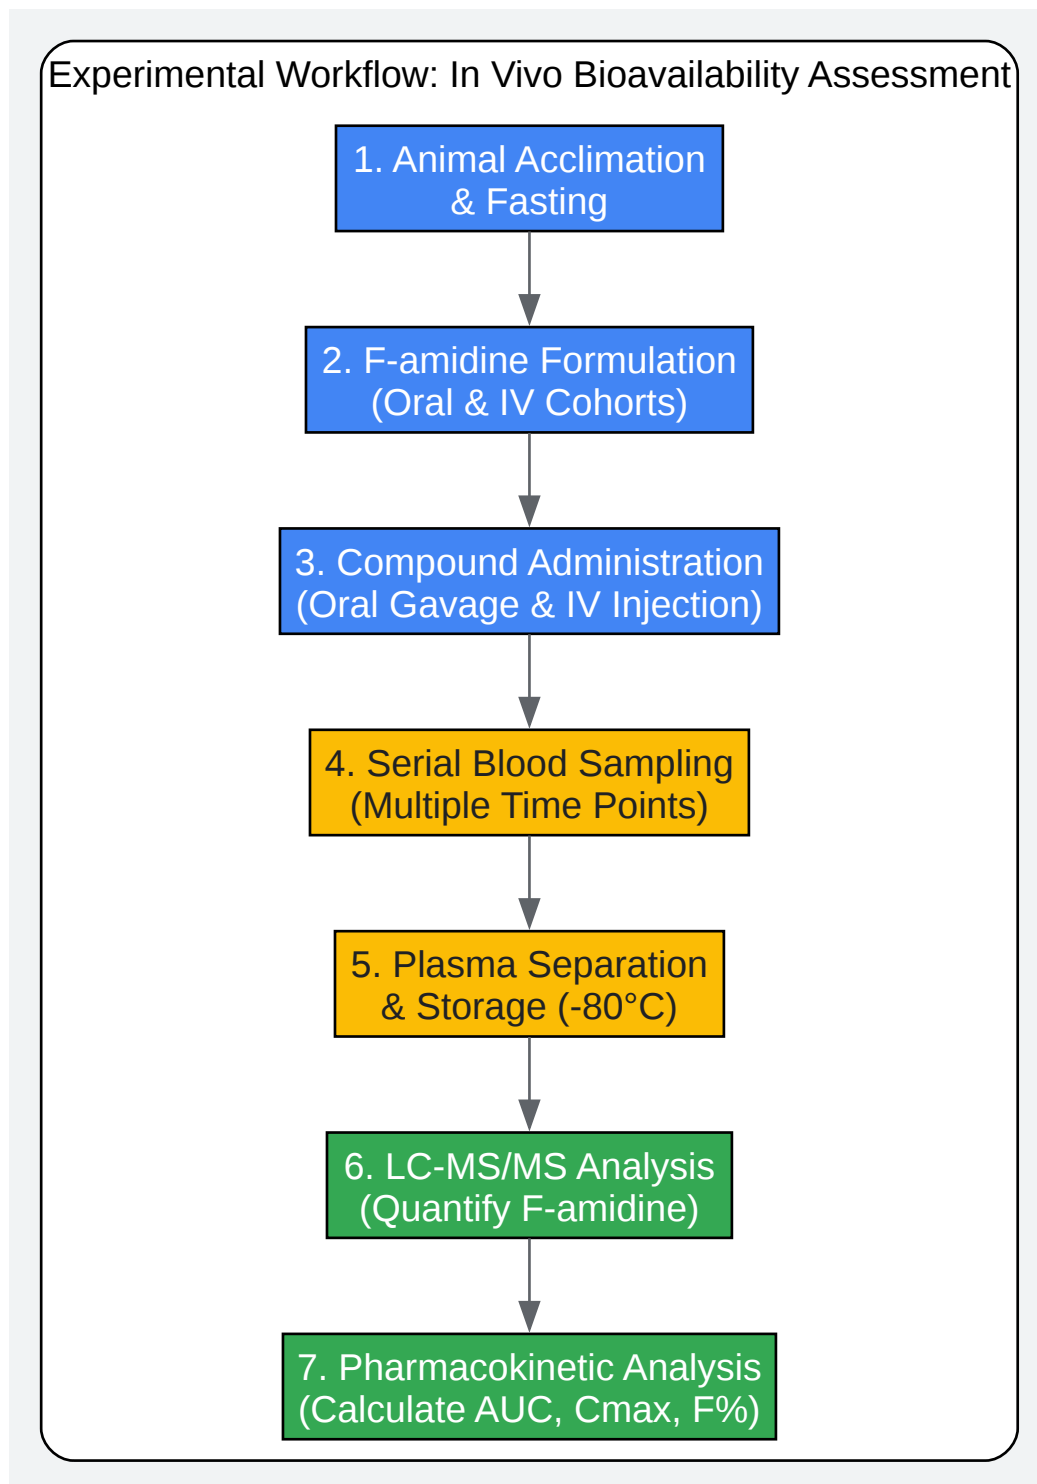 Experimental Workflow: In Vivo Bioavailability Assessment
1. Animal Acclimation
& Fasting
2. F-amidine Formulation
(Oral & IV Cohorts)
3. Compound Administration
(Oral Gavage & IV Injection)
4. Serial Blood Sampling
(Multiple Time Points)
5. Plasma Separation
& Storage (-80°C)
6. LC-MS/MS Analysis
(Quantify F-amidine)
7. Pharmacokinetic Analysis
(Calculate AUC, Cmax, F%)